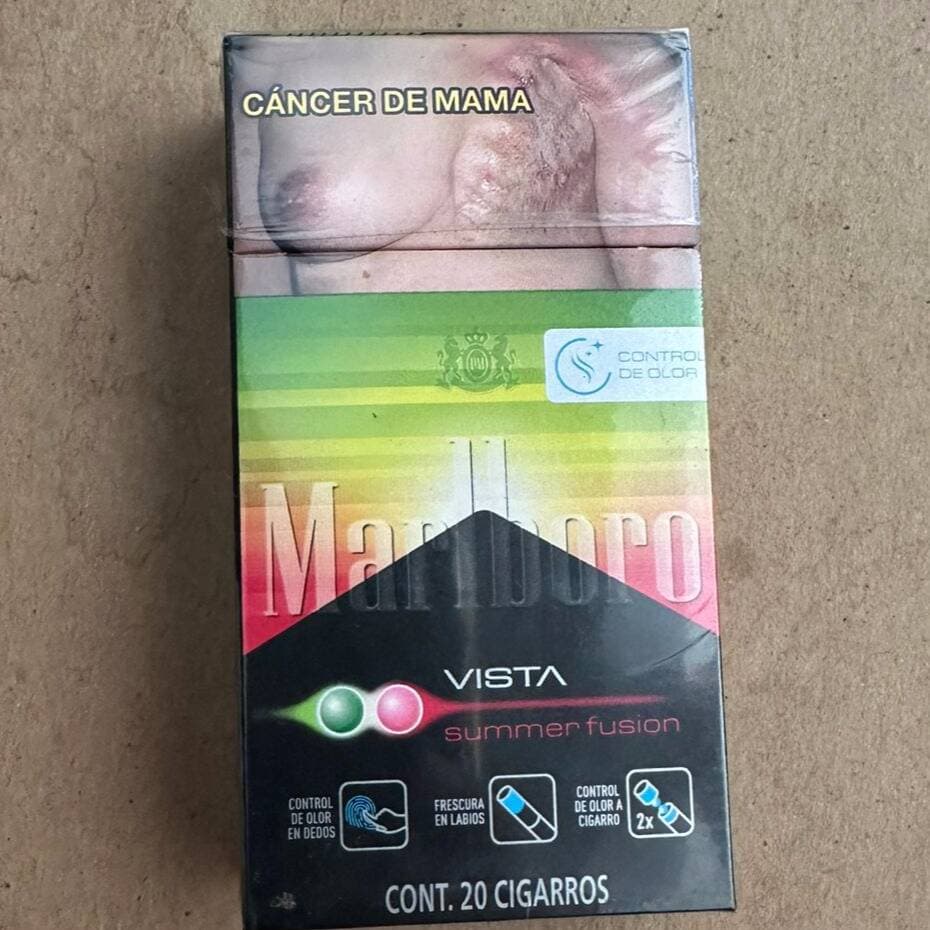 CÁNCER DE MAMA
CONTROL
DE OLOR
Marlboro
VISTA
summer fusion
CONTROL
DE OLOR
EN DEDOS
FRESCURA
EN LABIOS
CONTROL
DE OLOR A
CIGARRO
2x
CONT. 20 CIGARROS